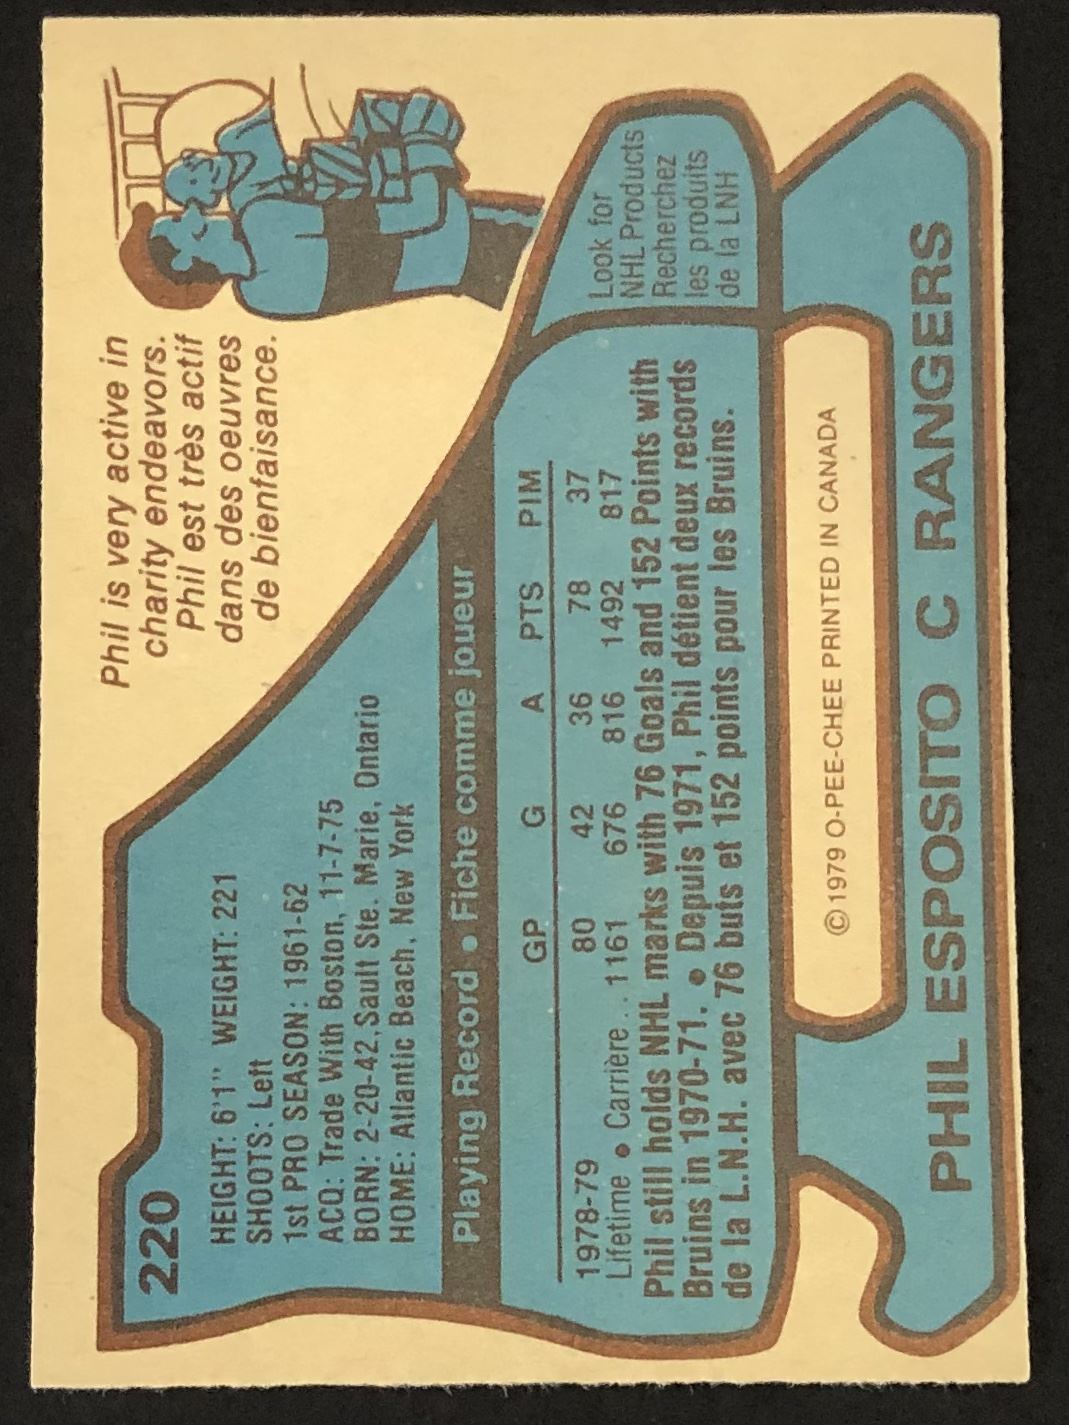 220
Phil is very active in
charity endeavors.
Phil est très actif
dans des oeuvres
de bienfaisance.
HEIGHT: 6'1" WEIGHT: 221
SHOOTS: Left
1st PRO SEASON: 1961-62
ACQ: Trade With Boston, 11-7-75
BORN: 2-20-42, Sault Ste. Marie, Ontario
HOME: Atlantic Beach, New York
Playing Record • Fiche comme joueur
GP G A PTS PIM
1978-79 80 42 36 78 37
Lifetime • Carrière.. 1161 676 816 1492 817
Phil still holds NHL marks with 76 Goals and 152 Points with
Bruins in 1970-71. • Depuis 1971, Phil détient deux records
de la L.N.H. avec 76 buts et 152 points pour les Bruins.
Look for
NHL Products
Recherchez
les produits
de la LNH
© 1979 O-PEE-CHEE PRINTED IN CANADA
PHIL ESPOSITO C RANGERS